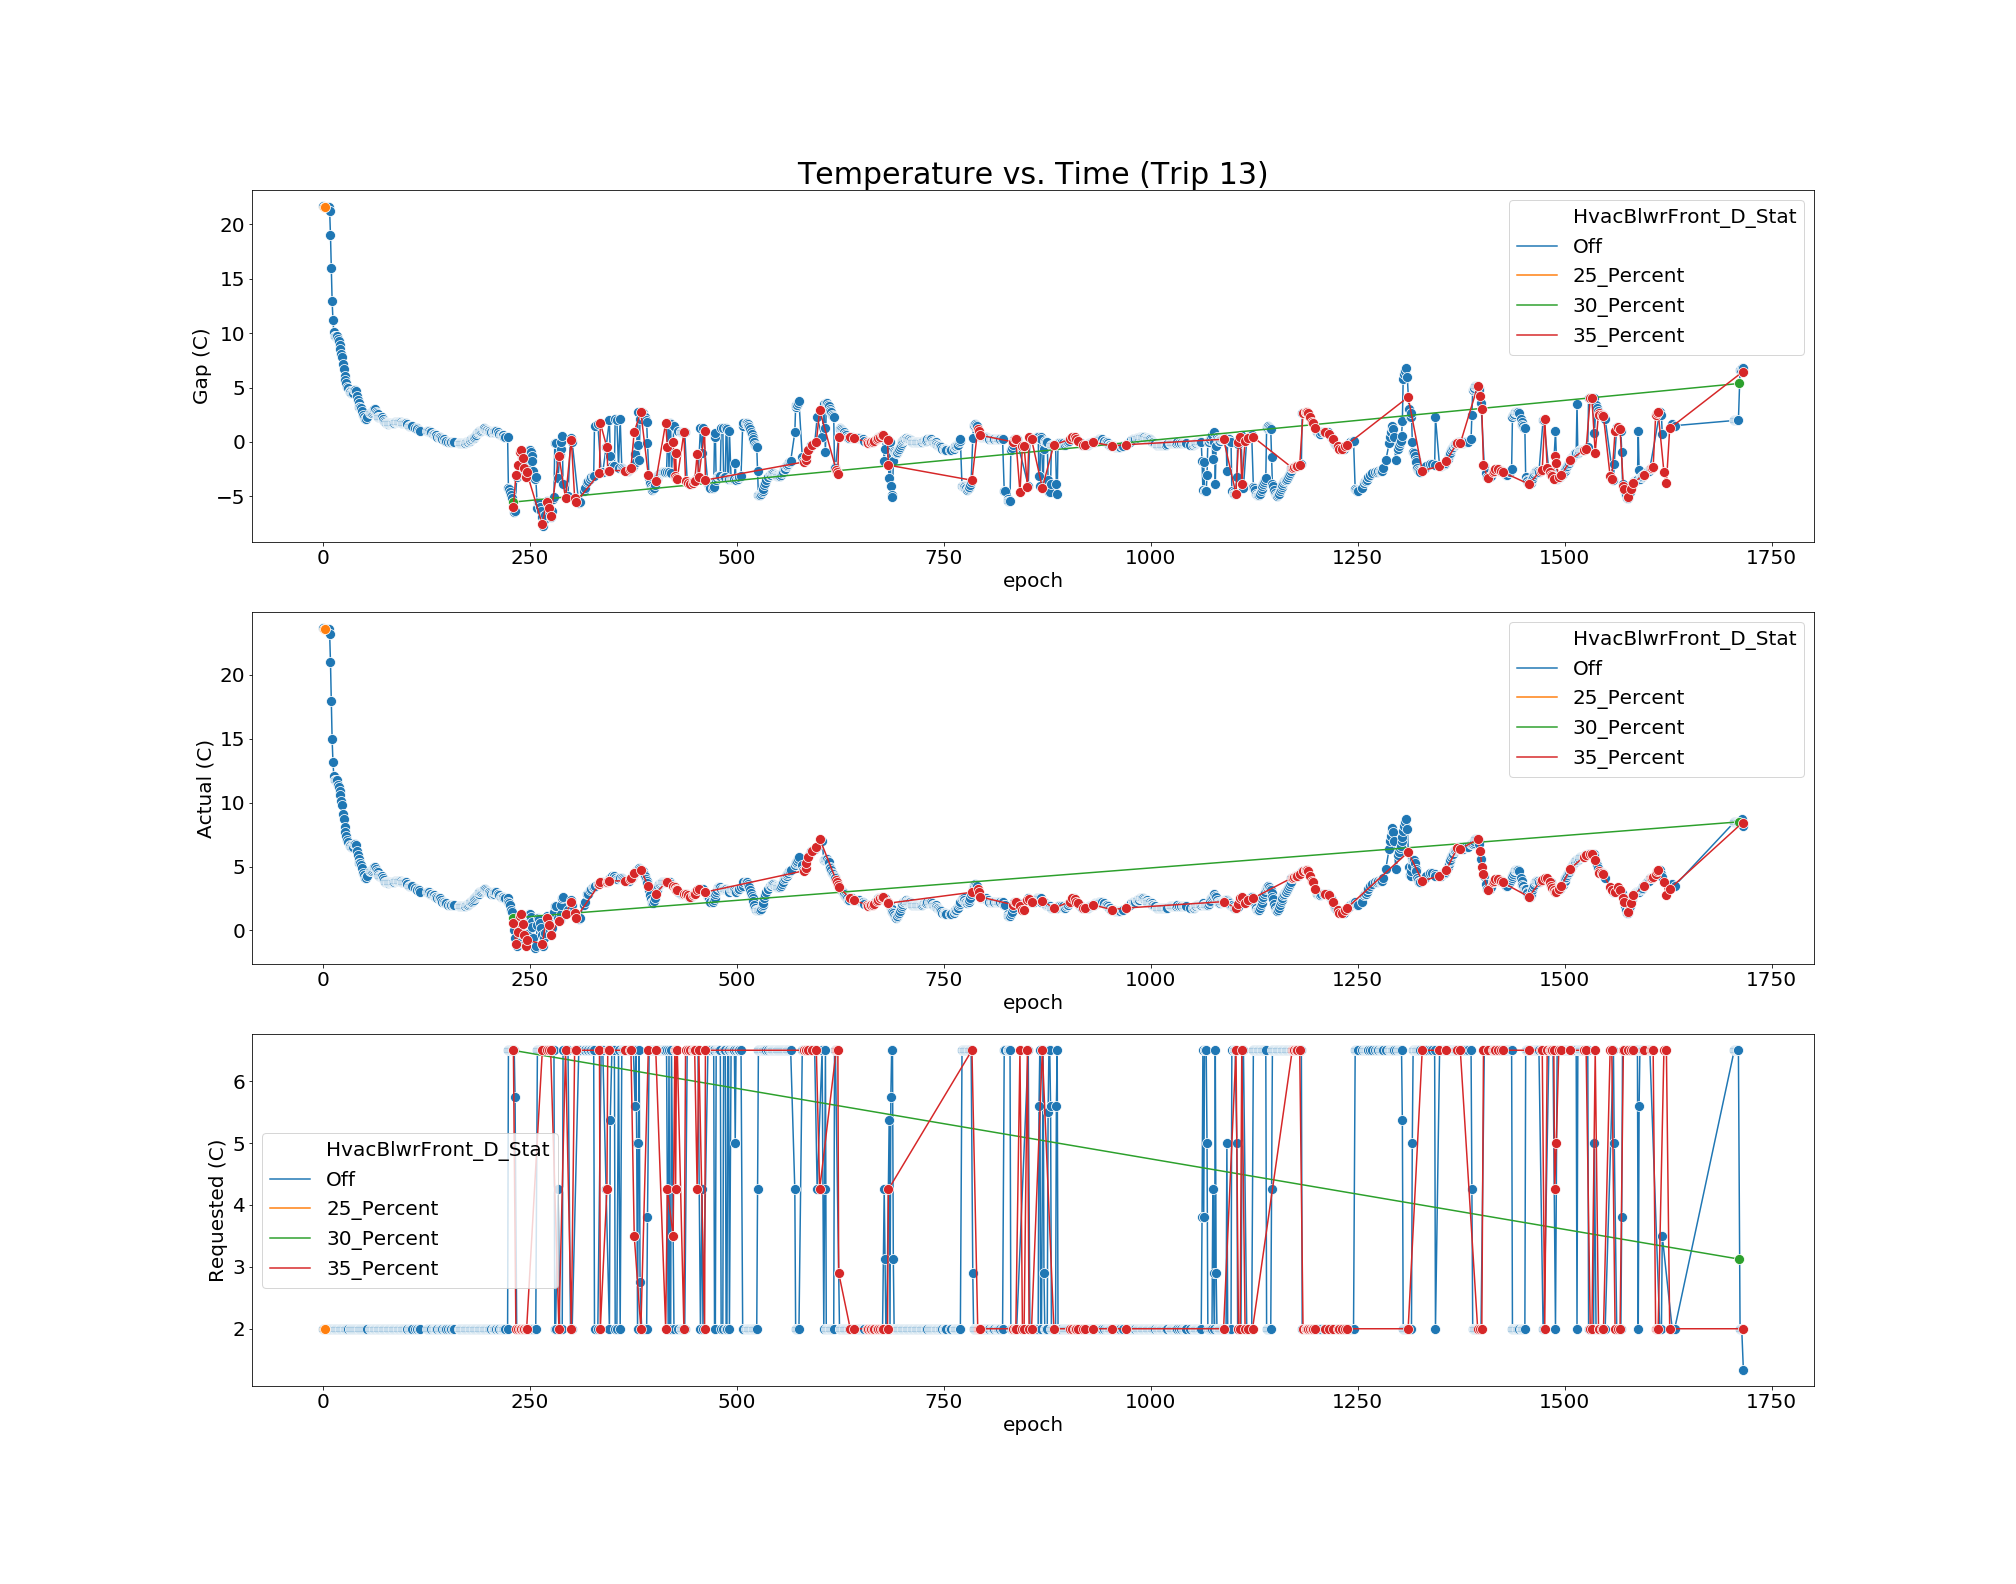 Temperature vs. Time (Trip 13)
Gap (C)
20
15
10
5
0
−5
HvacBlwrFront_D_Stat
Off
25_Percent
30_Percent
35_Percent
0 250 500 750 1000 1250 1500 1750
epoch
Actual (C)
20
15
10
5
0
HvacBlwrFront_D_Stat
Off
25_Percent
30_Percent
35_Percent
0 250 500 750 1000 1250 1500 1750
epoch
Requested (C)
6
5
4
3
2
HvacBlwrFront_D_Stat
Off
25_Percent
30_Percent
35_Percent
0 250 500 750 1000 1250 1500 1750
epoch